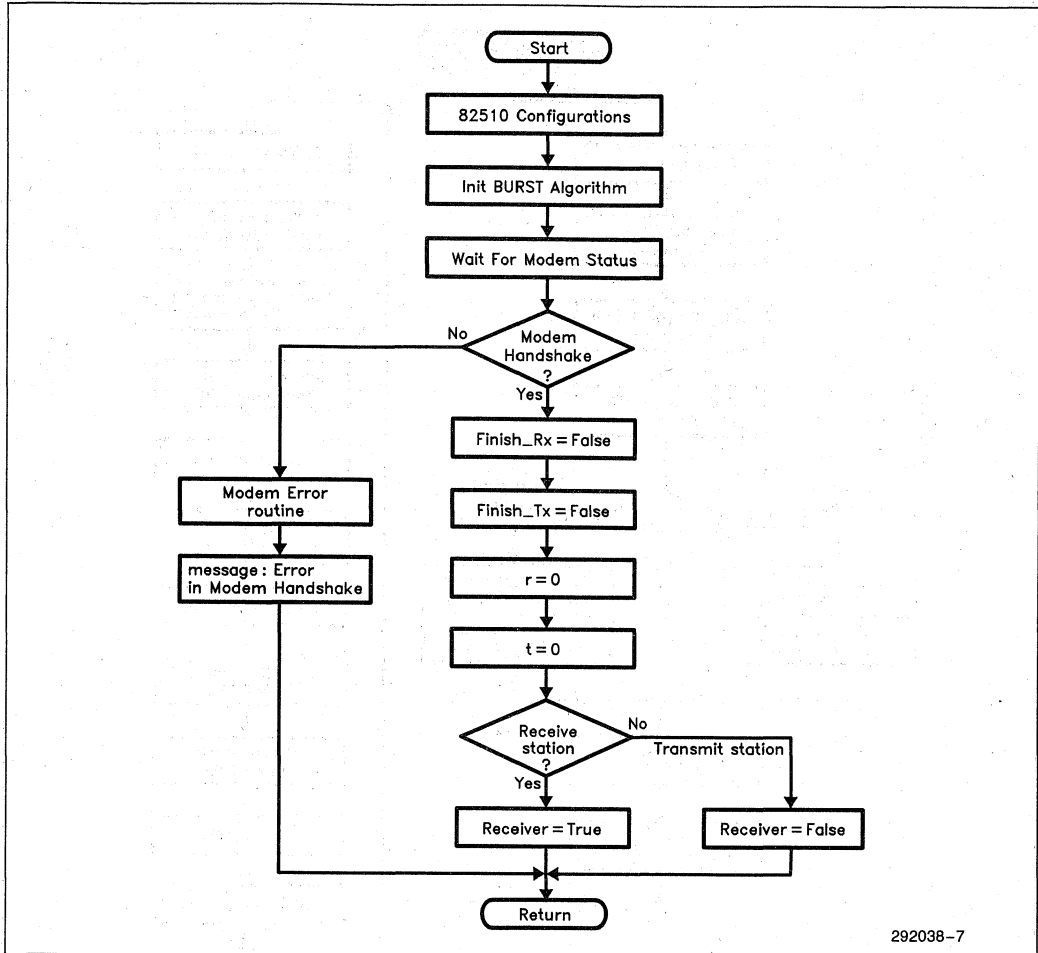 Start
82510 Configurations
Init BURST Algorithm
Wait For Modem Status
No
Modem
Handshake
?
Yes
Finish_Rx = False
Modem Error
routine
Finish_Tx = False
message: Error
in Modem Handshake
r = 0
t = 0
No
Receive
station
?
Transmit station
Yes
Receiver = True
Receiver = False
Return
292038-7